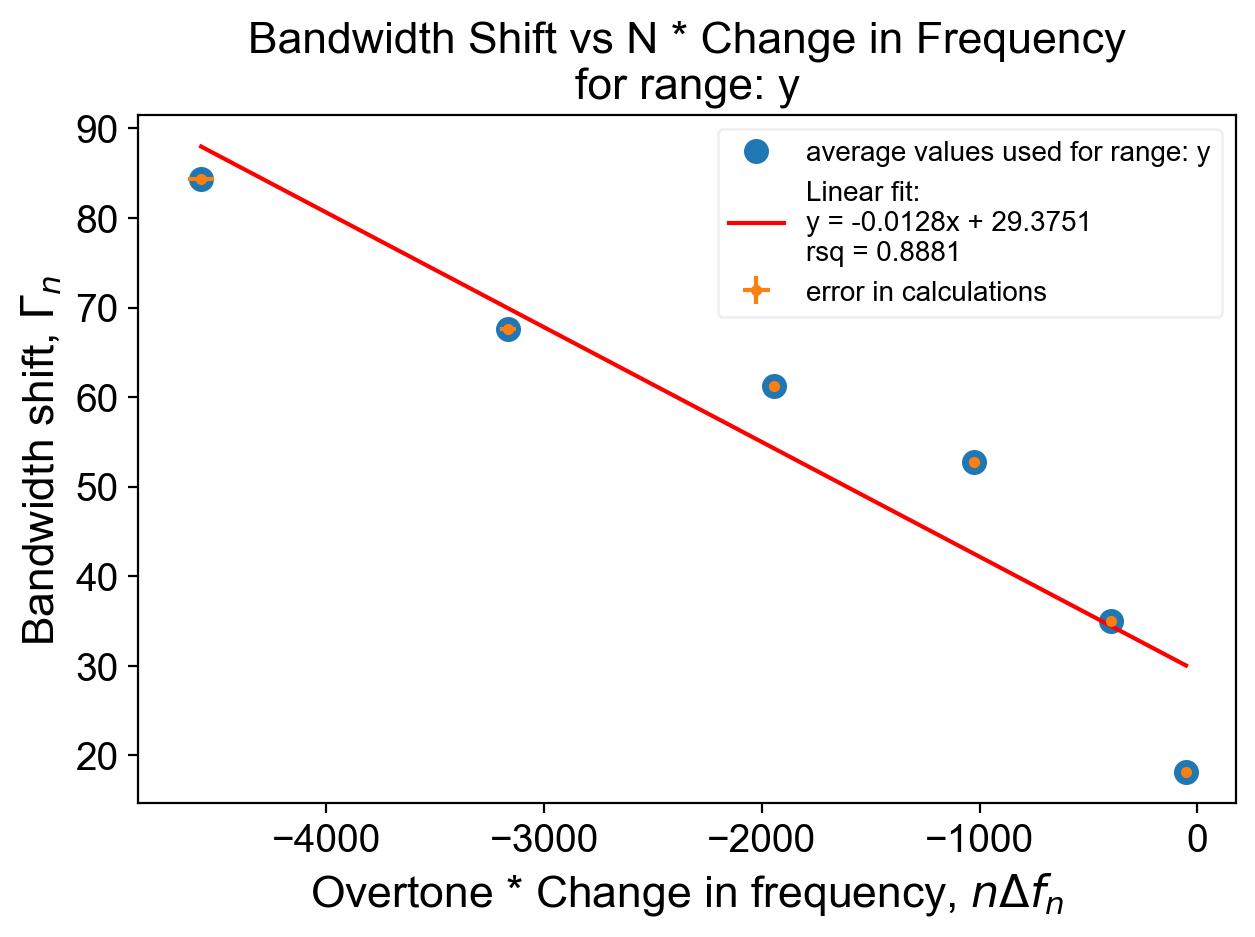 Bandwidth Shift vs N * Change in Frequency
for range: y
90
80
70
60
50
40
30
20
Bandwidth shift, Γₙ
average values used for range: y
Linear fit:
y = -0.0128x + 29.3751
rsq = 0.8881
error in calculations
−4000
−3000
−2000
−1000
0
Overtone * Change in frequency, nΔfₙ